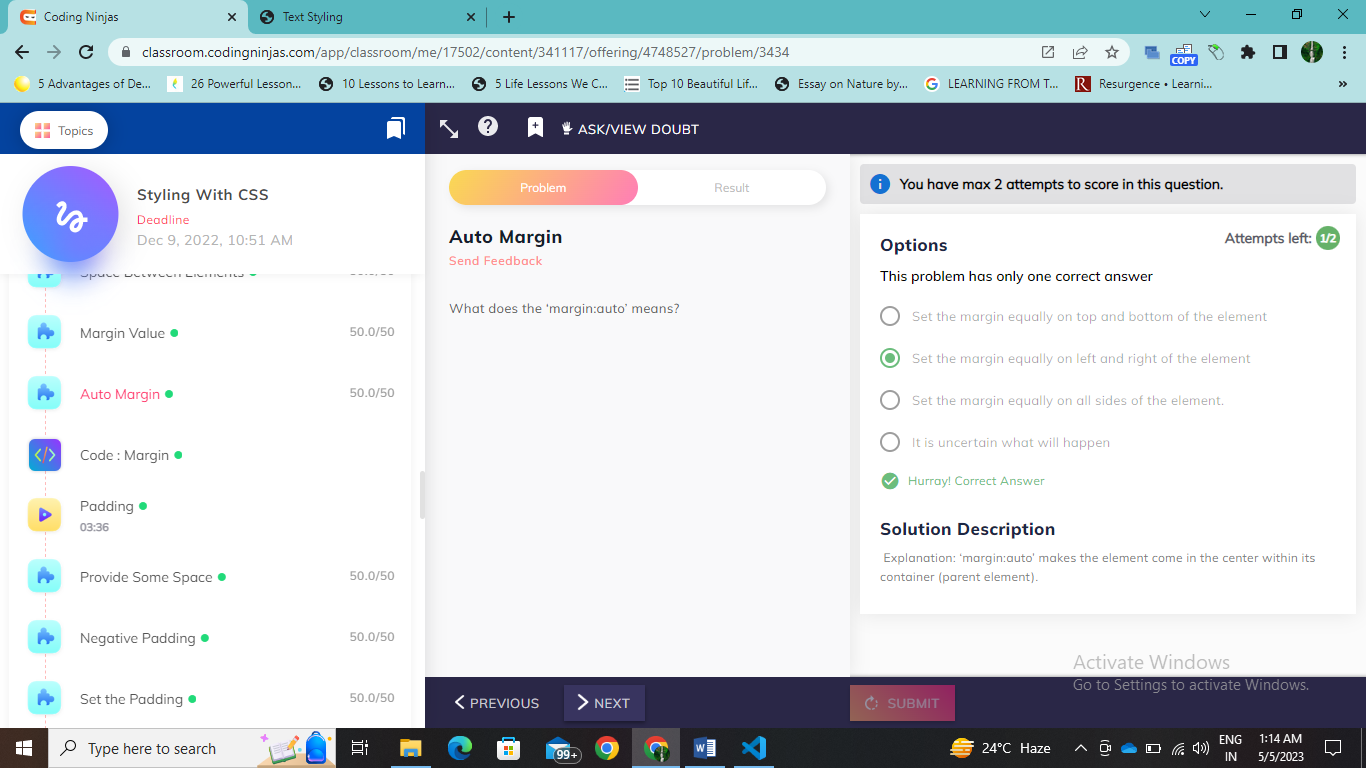 Coding Ninjas
Text Styling
classroom.codingninjas.com/app/classroom/me/17502/content/341117/offering/4748527/problem/3434
COPY
5 Advantages of De...
26 Powerful Lesson...
10 Lessons to Learn...
5 Life Lessons We C...
Top 10 Beautiful Lif...
Essay on Nature by...
LEARNING FROM T...
Resurgence • Learni...
»
Topics
ASK/VIEW DOUBT
Styling With CSS
Deadline
Dec 9, 2022, 10:51 AM
Space Between Elements
50.0/50
Margin Value
50.0/50
Auto Margin
50.0/50
Code : Margin
Padding
03:36
Provide Some Space
50.0/50
Negative Padding
50.0/50
Set the Padding
50.0/50
Problem
Result
Auto Margin
Send Feedback
What does the ‘margin:auto’ means?
PREVIOUS
NEXT
You have max 2 attempts to score in this question.
Options
Attempts left: 1/2
This problem has only one correct answer
Set the margin equally on top and bottom of the element
Set the margin equally on left and right of the element
Set the margin equally on all sides of the element.
It is uncertain what will happen
Hurray! Correct Answer
Solution Description
Explanation: ‘margin:auto’ makes the element come in the center within its
container (parent element).
Activate Windows
Go to Settings to activate Windows.
SUBMIT
Type here to search
99+
24°C Haze
ENG
IN
1:14 AM
5/5/2023